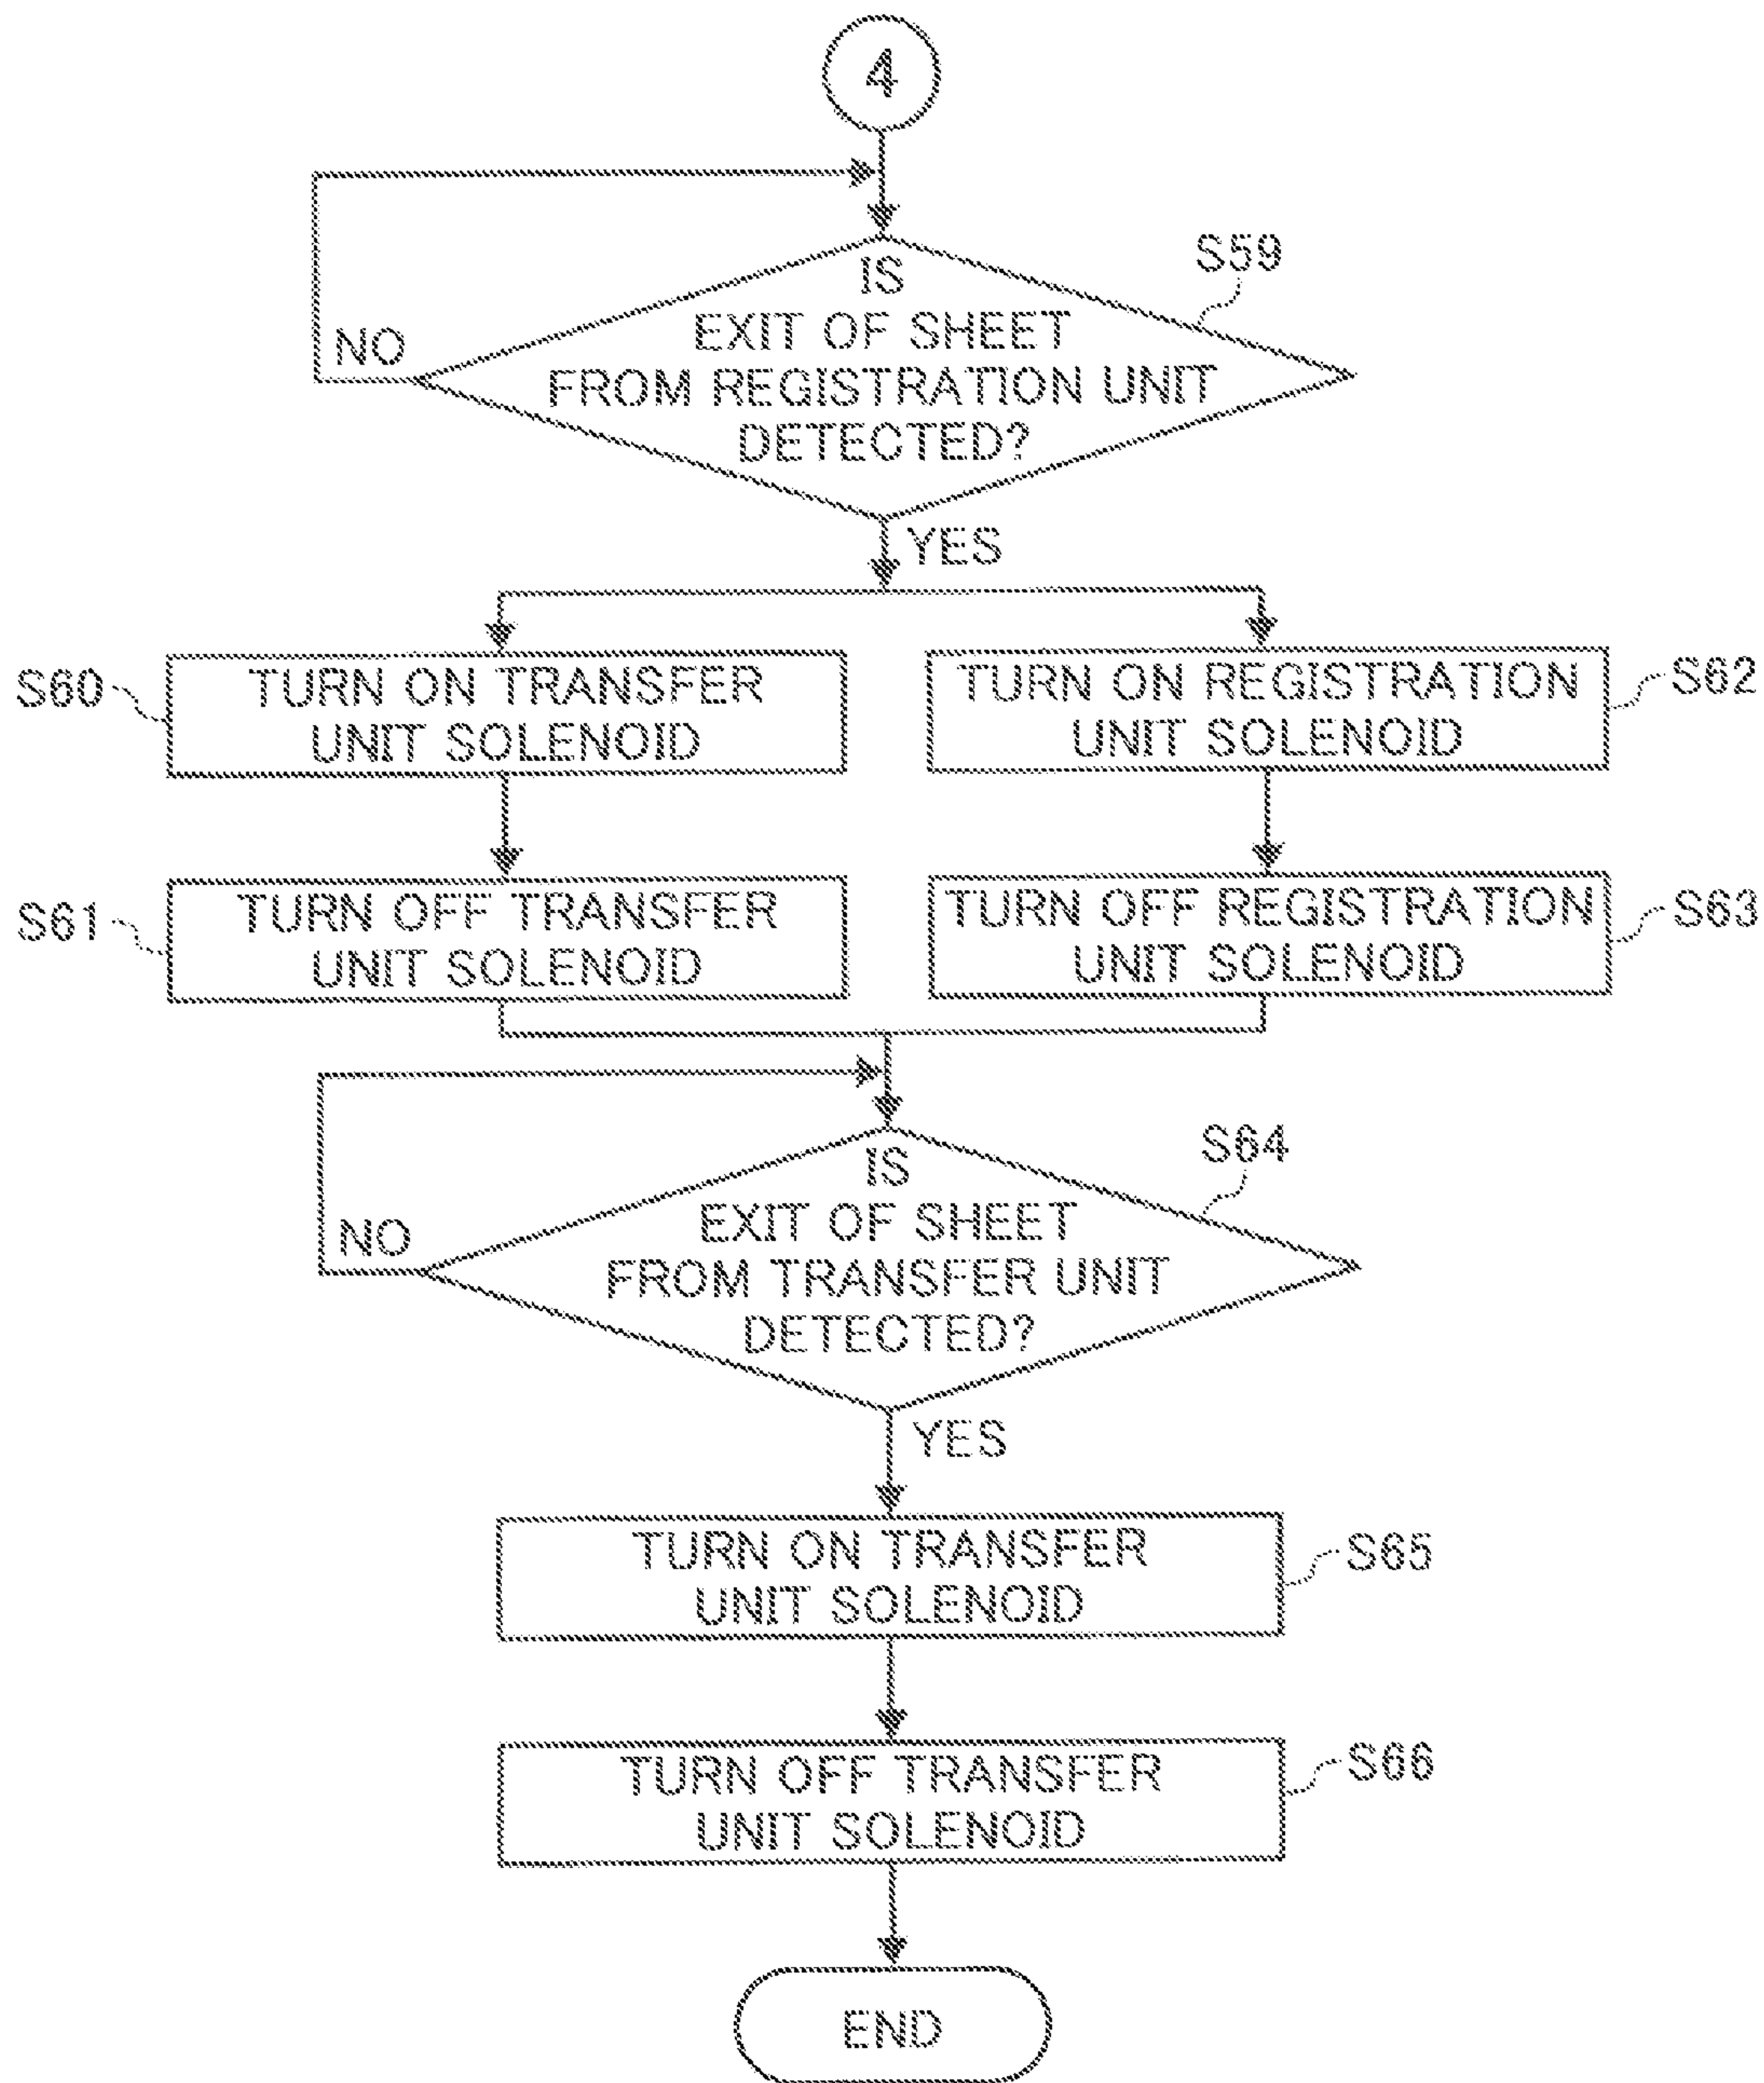 4
S59
IS
EXIT OF SHEET
FROM REGISTRATION UNIT
DETECTED?
NO
YES
S60
TURN ON TRANSFER
UNIT SOLENOID
TURN ON REGISTRATION
UNIT SOLENOID
S62
S61
TURN OFF TRANSFER
UNIT SOLENOID
TURN OFF REGISTRATION
UNIT SOLENOID
S63
S64
IS
EXIT OF SHEET
FROM TRANSFER UNIT
DETECTED?
NO
YES
TURN ON TRANSFER
UNIT SOLENOID
S65
TURN OFF TRANSFER
UNIT SOLENOID
S66
END